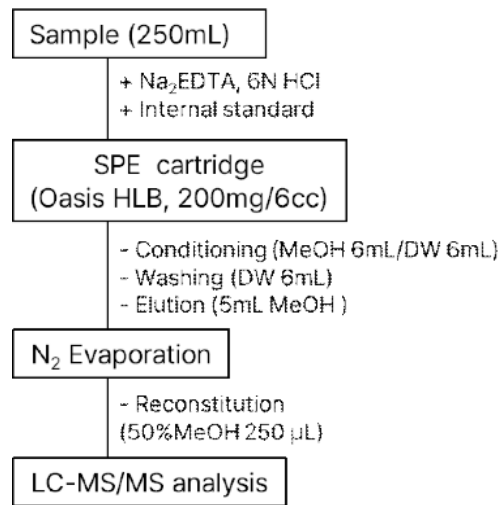 Sample (250mL)
+ Na₂EDTA, 6N HCl
+ Internal standard
SPE cartridge
(Oasis HLB, 200mg/6cc)
- Conditioning (MeOH 6mL/DW 6mL)
- Washing (DW 6mL)
- Elution (5mL MeOH )
N₂ Evaporation
- Reconstitution
(50%MeOH 250 µL)
LC-MS/MS analysis